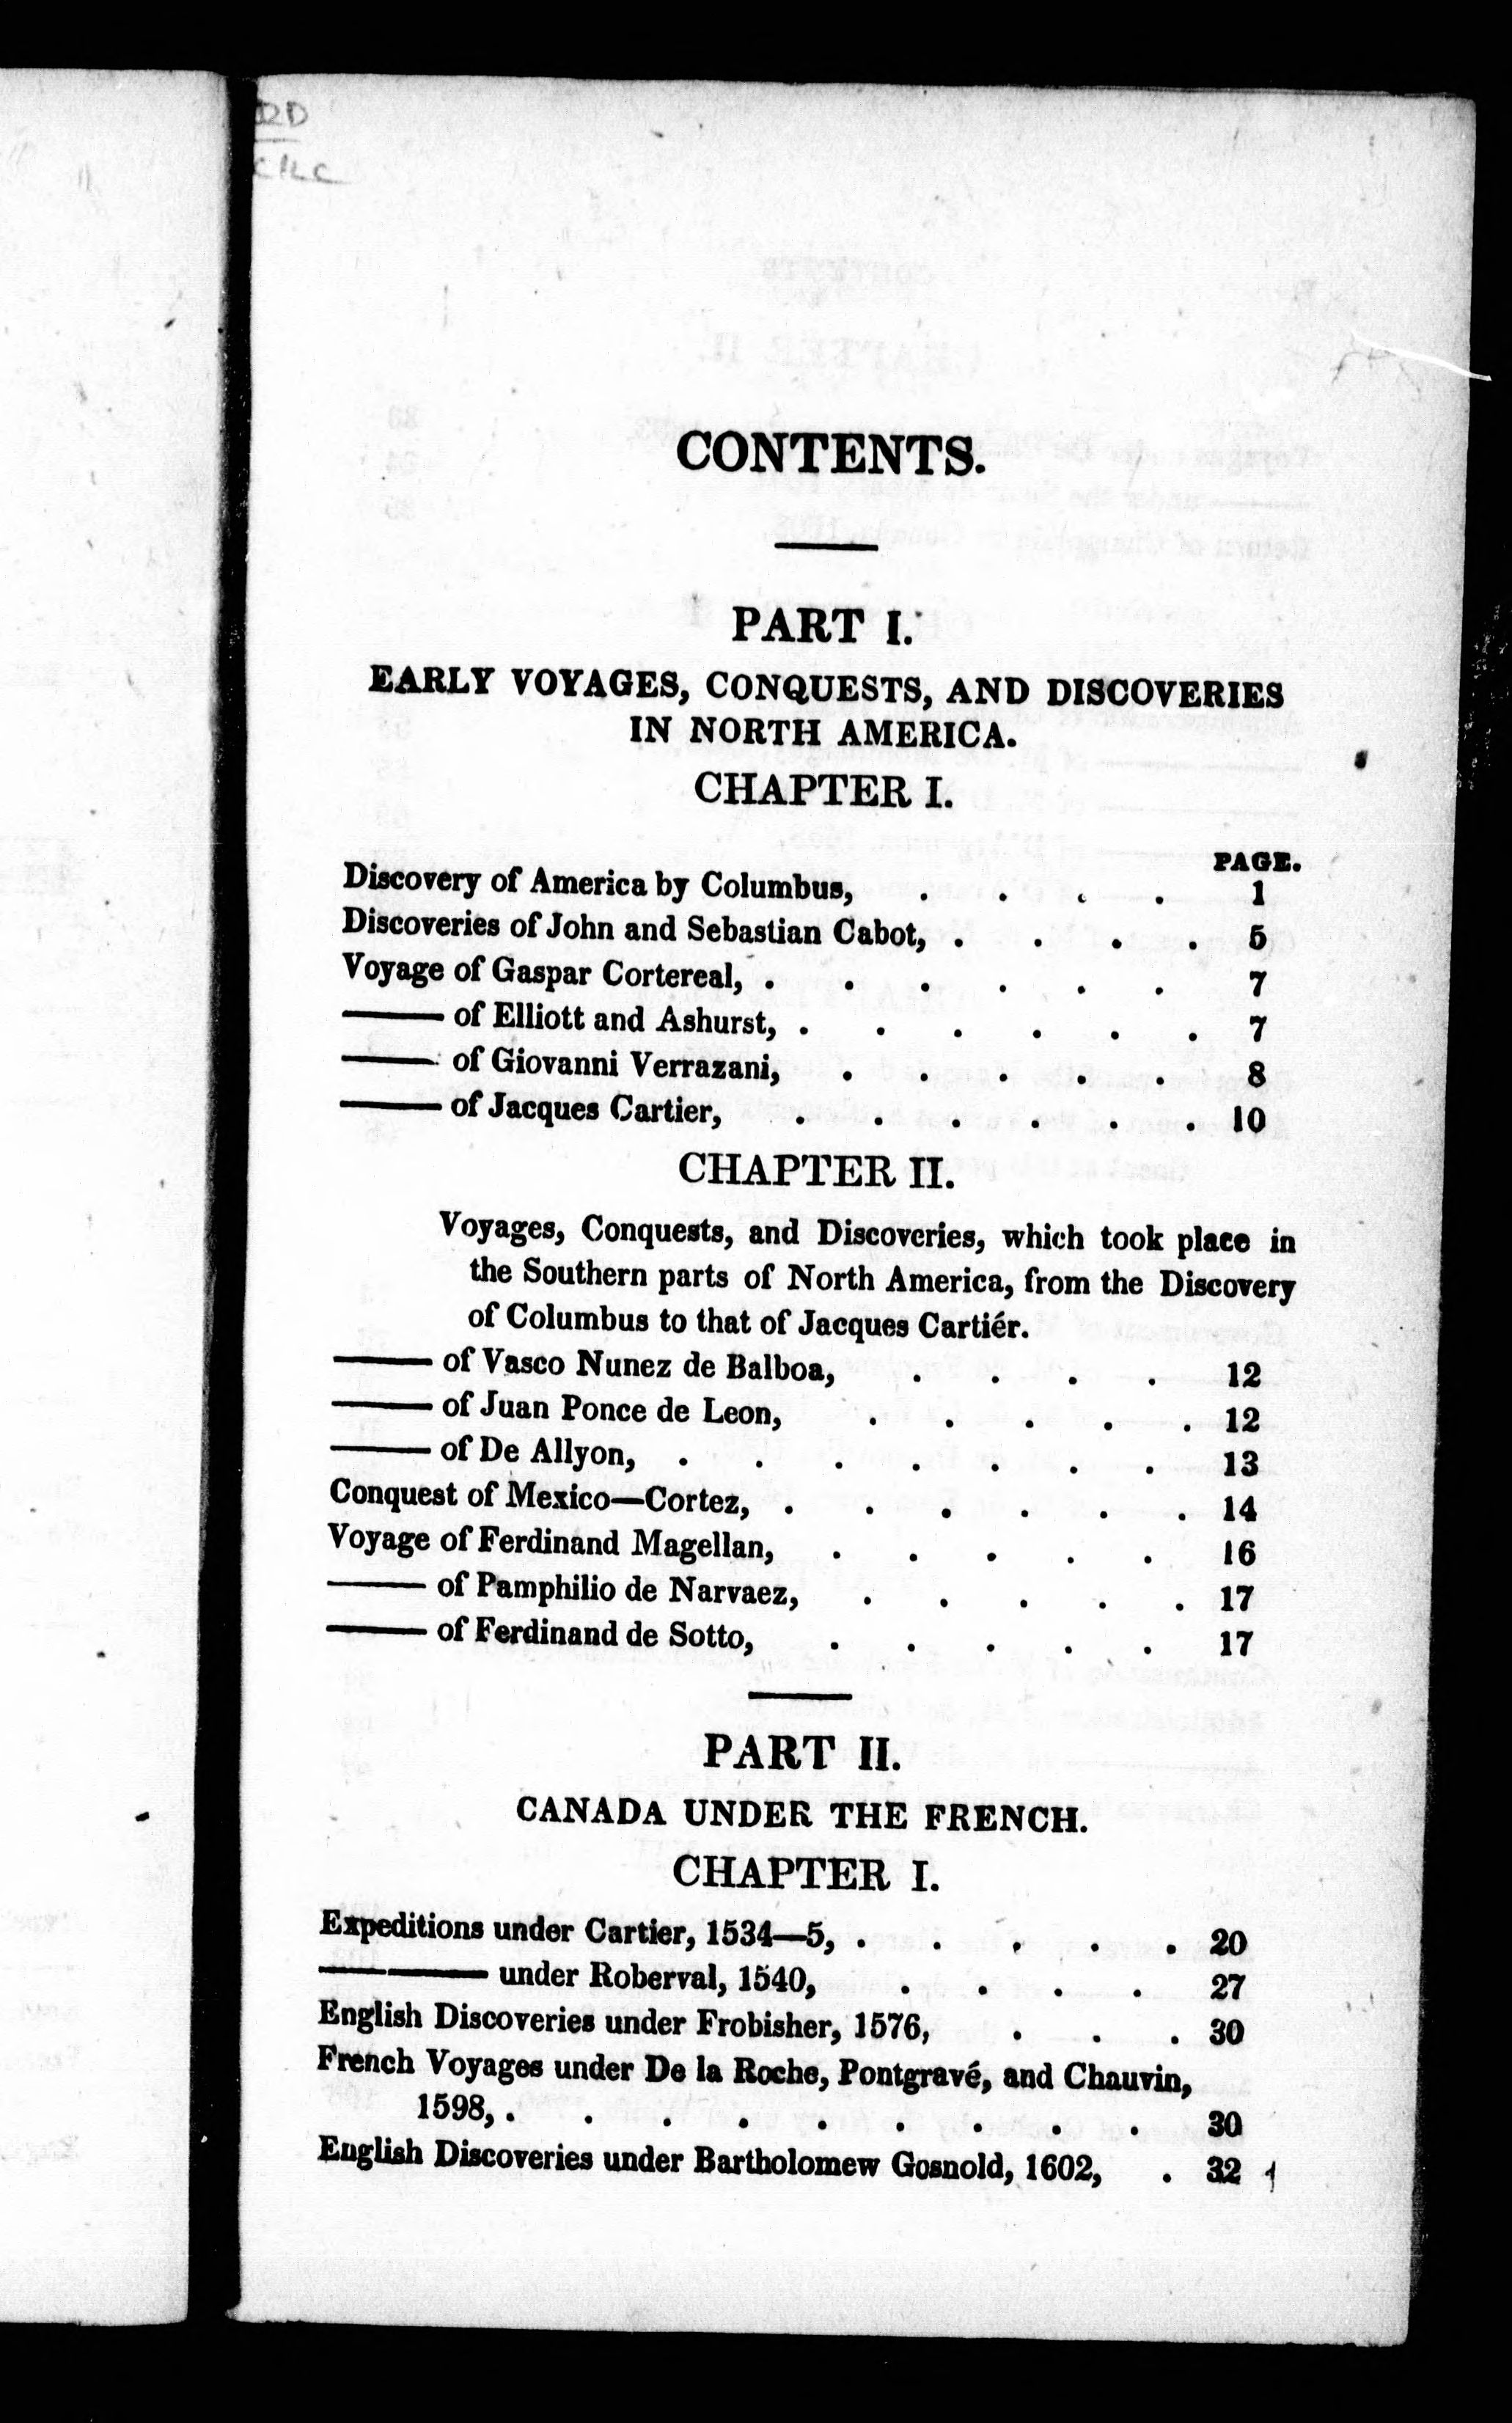 CONTENTS.
PART I.
EARLY VOYAGES, CONQUESTS, AND DISCOVERIES
IN NORTH AMERICA.
CHAPTER I.
PAGE.
Discovery of America by Columbus, . . . . 1
Discoveries of John and Sebastian Cabot, . . . . 5
Voyage of Gaspar Cortereal, . . . . . . 7
——— of Elliott and Ashurst, . . . . . . 7
——— of Giovanni Verrazani, . . . . . 8
——— of Jacques Cartier, . . . . . . 10
CHAPTER II.
Voyages, Conquests, and Discoveries, which took place in
the Southern parts of North America, from the Discovery
of Columbus to that of Jacques Cartiér.
——— of Vasco Nunez de Balboa, . . . . 12
——— of Juan Ponce de Leon, . . . . . 12
——— of De Allyon, . . . . . . . 13
Conquest of Mexico—Cortez, . . . . . . 14
Voyage of Ferdinand Magellan, . . . . . 16
——— of Pamphilio de Narvaez, . . . . . 17
——— of Ferdinand de Sotto, . . . . . 17
PART II.
CANADA UNDER THE FRENCH.
CHAPTER I.
Expeditions under Cartier, 1534—5, . . . . . 20
————— under Roberval, 1540, . . . . 27
English Discoveries under Frobisher, 1576, . . . 30
French Voyages under De la Roche, Pontgravé, and Chauvin,
1598, . . . . . . . . . 30
English Discoveries under Bartholomew Gosnold, 1602, . 32